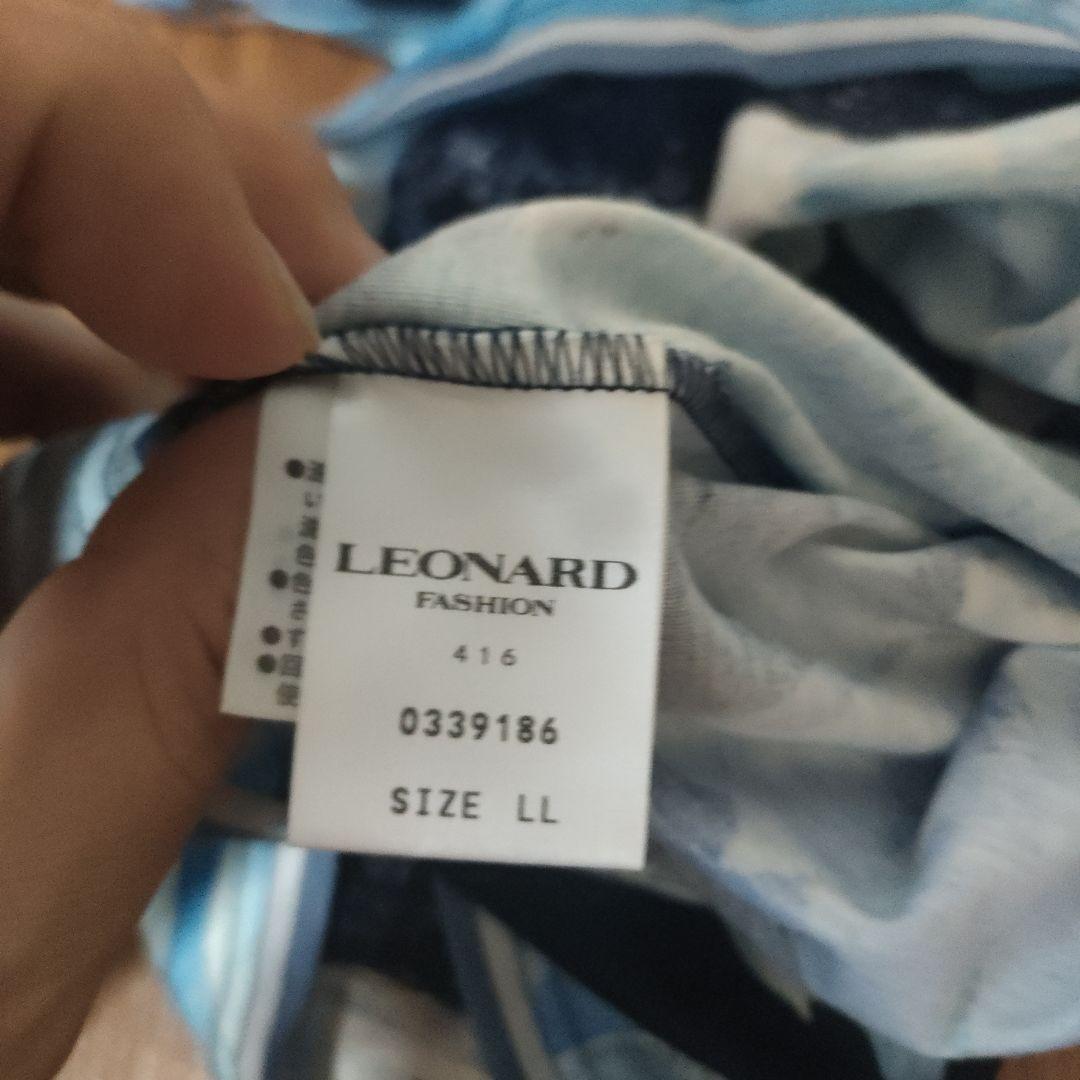 LEONARD
FASHION
416
0339186
SIZE LL